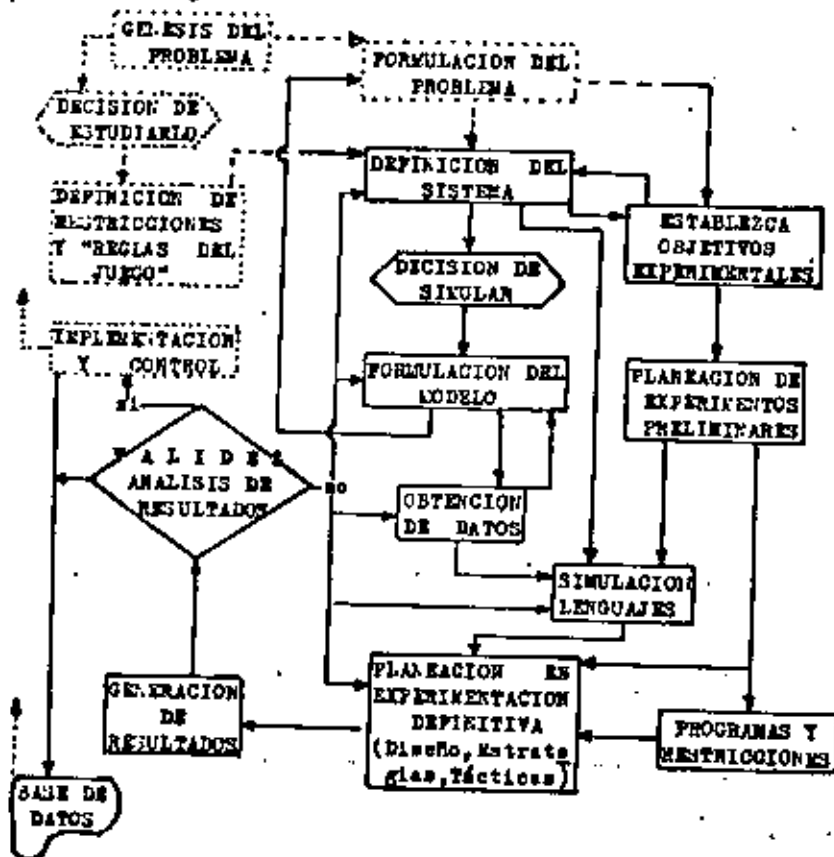 GENESIS DEL
PROBLEMA
FORMULACION DEL
PROBLEMA
DECISION DE
ESTUDIARLO
DEFINICION DEL
SISTEMA
DEFINICION DE
RESTRICCIONES
Y "REGLAS DEL
JUEGO"
ESTABLEZCA
OBJETIVOS
EXPERIMENTALES
DECISION DE
SIMULAR
IMPLEMENTACION
Y CONTROL
FORMULACION DEL
MODELO
PLANEACION DE
EXPERIMENTOS
PRELIMINARES
si
VALIDEZ
ANALISIS DE
RESULTADOS
no
OBTENCION
DE DATOS
SIMULACION
LENGUAJES
PLANEACION EN
EXPERIMENTACION
DEFINITIVA
(Diseño, Estrate
gias, Tácticas)
GENERACION
DE
RESULTADOS
PROGRAMAS Y
RESTRICCIONES
BASE DE
DATOS